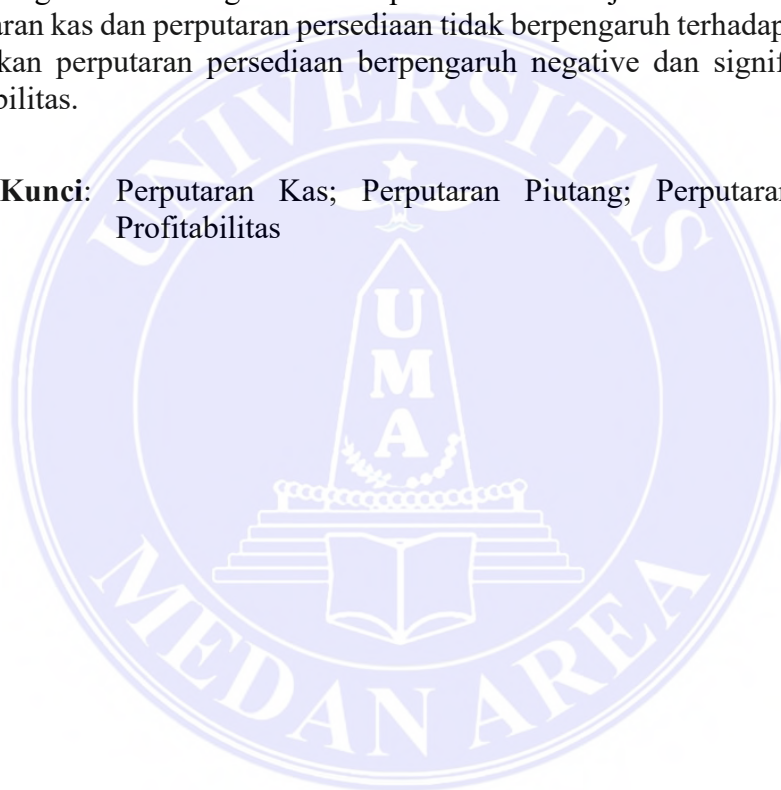 aran kas dan perputaran persediaan tidak berpengaruh terhadap
kan perputaran persediaan berpengaruh negative dan signif
bilitas.
Kunci: Perputaran Kas; Perputaran Piutang; Perputaran
Profitabilitas
UNIVERSITAS
U
M
A
MEDAN AREA